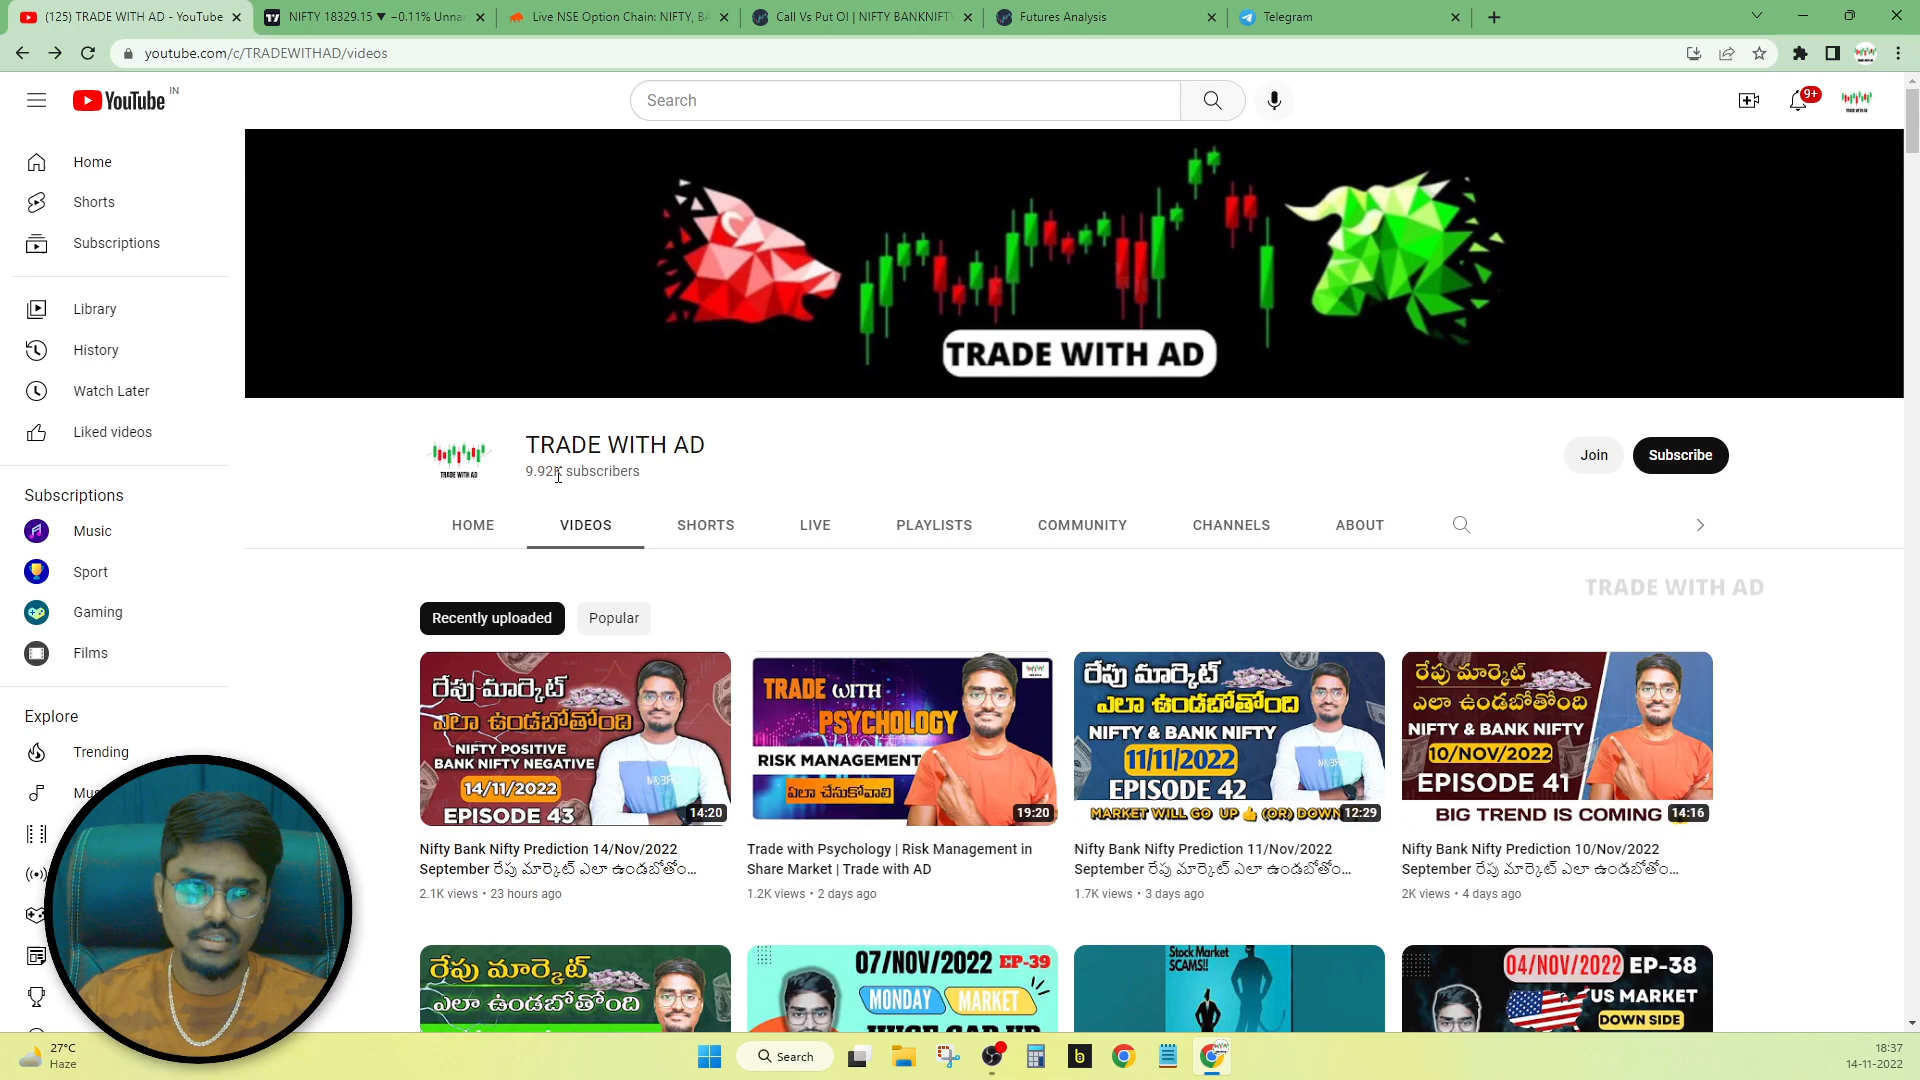 (125) TRADE WITH AD - YouTube
NIFTY 18329.15 ▼ −0.11% Unnar
Live NSE Option Chain: NIFTY, BA
Call Vs Put OI | NIFTY BANKNIFT
Futures Analysis
Telegram
youtube.com/c/TRADEWITHAD/videos
YouTube IN
Search
9+
Home
Shorts
Subscriptions
Library
History
Watch Later
Liked videos
Subscriptions
Music
Sport
Gaming
Films
Explore
Trending
TRADE WITH AD
TRADE WITH AD
TRADE WITH AD
9.92K subscribers
Join
Subscribe
HOME
VIDEOS
SHORTS
LIVE
PLAYLISTS
COMMUNITY
CHANNELS
ABOUT
TRADE WITH AD
Recently uploaded
Popular
రేపు మార్కెట్
ఎలా ఉండబోతోంది
NIFTY POSITIVE
BANK NIFTY NEGATIVE
14/11/2022
EPISODE 43
14:20
Nifty Bank Nifty Prediction 14/Nov/2022
September రేపు మార్కెట్ ఎలా ఉండబోతోం...
2.1K views • 23 hours ago
TRADE WITH
PSYCHOLOGY
RISK MANAGEMENT
ఏలా చేసుకోవాలి
19:20
Trade with Psychology | Risk Management in
Share Market | Trade with AD
1.2K views • 2 days ago
రేపు మార్కెట్
ఎలా ఉండబోతోంది
NIFTY & BANK NIFTY
11/11/2022
EPISODE 42
MARKET WILL GO UP 👍 (OR) DOWN
12:29
Nifty Bank Nifty Prediction 11/Nov/2022
September రేపు మార్కెట్ ఎలా ఉండబోతోం...
1.7K views • 3 days ago
రేపు మార్కెట్
ఎలా ఉండబోతోంది
NIFTY & BANK NIFTY
10/NOV/2022
EPISODE 41
BIG TREND IS COMING
14:16
Nifty Bank Nifty Prediction 10/Nov/2022
September రేపు మార్కెట్ ఎలా ఉండబోతోం...
2K views • 4 days ago
రేపు మార్కెట్
ఎలా ఉండబోతోంది
07/NOV/2022 EP-39
MONDAY MARKET
HUGE GAP UP
Stock Market
SCAMS!!
04/NOV/2022 EP-38
US MARKET
DOWN SIDE
27°C
Haze
Search
18:37
14-11-2022